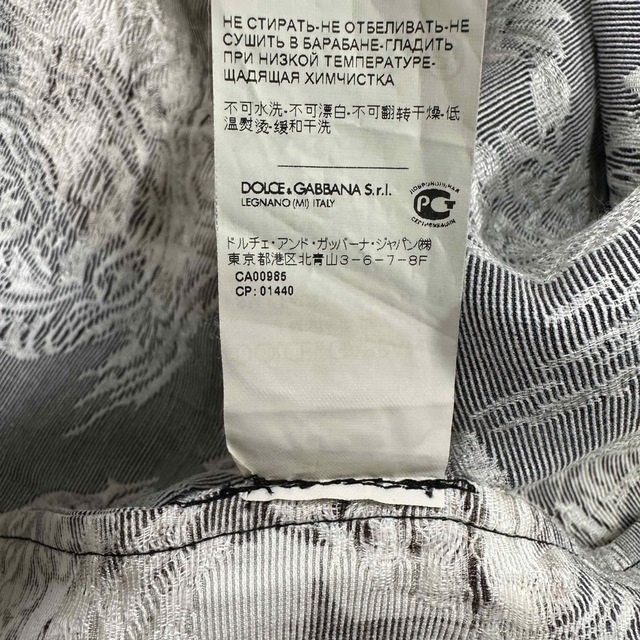 НЕ СТИРАТЬ-НЕ ОТБЕЛИВАТЬ-НЕ
СУШИТЬ В БАРАБАНЕ-ГЛАДИТЬ
ПРИ НИЗКОЙ ТЕМПЕРАТУРЕ-
ЩАДЯЩАЯ ХИМЧИСТКА
不可水洗-不可漂白-不可翻转干燥-低
温熨烫-缓和干洗
DOLCE & GABBANA S.r.l.
LEGNANO (MI) ITALY
ДОБРОВОЛЬНАЯ
РСТ
СЕРТИФИКАЦИЯ
ドルチェ・アンド・ガッバーナ・ジャパン㈱
東京都港区北青山3-6-7-8F
CA00985
CP: 01440